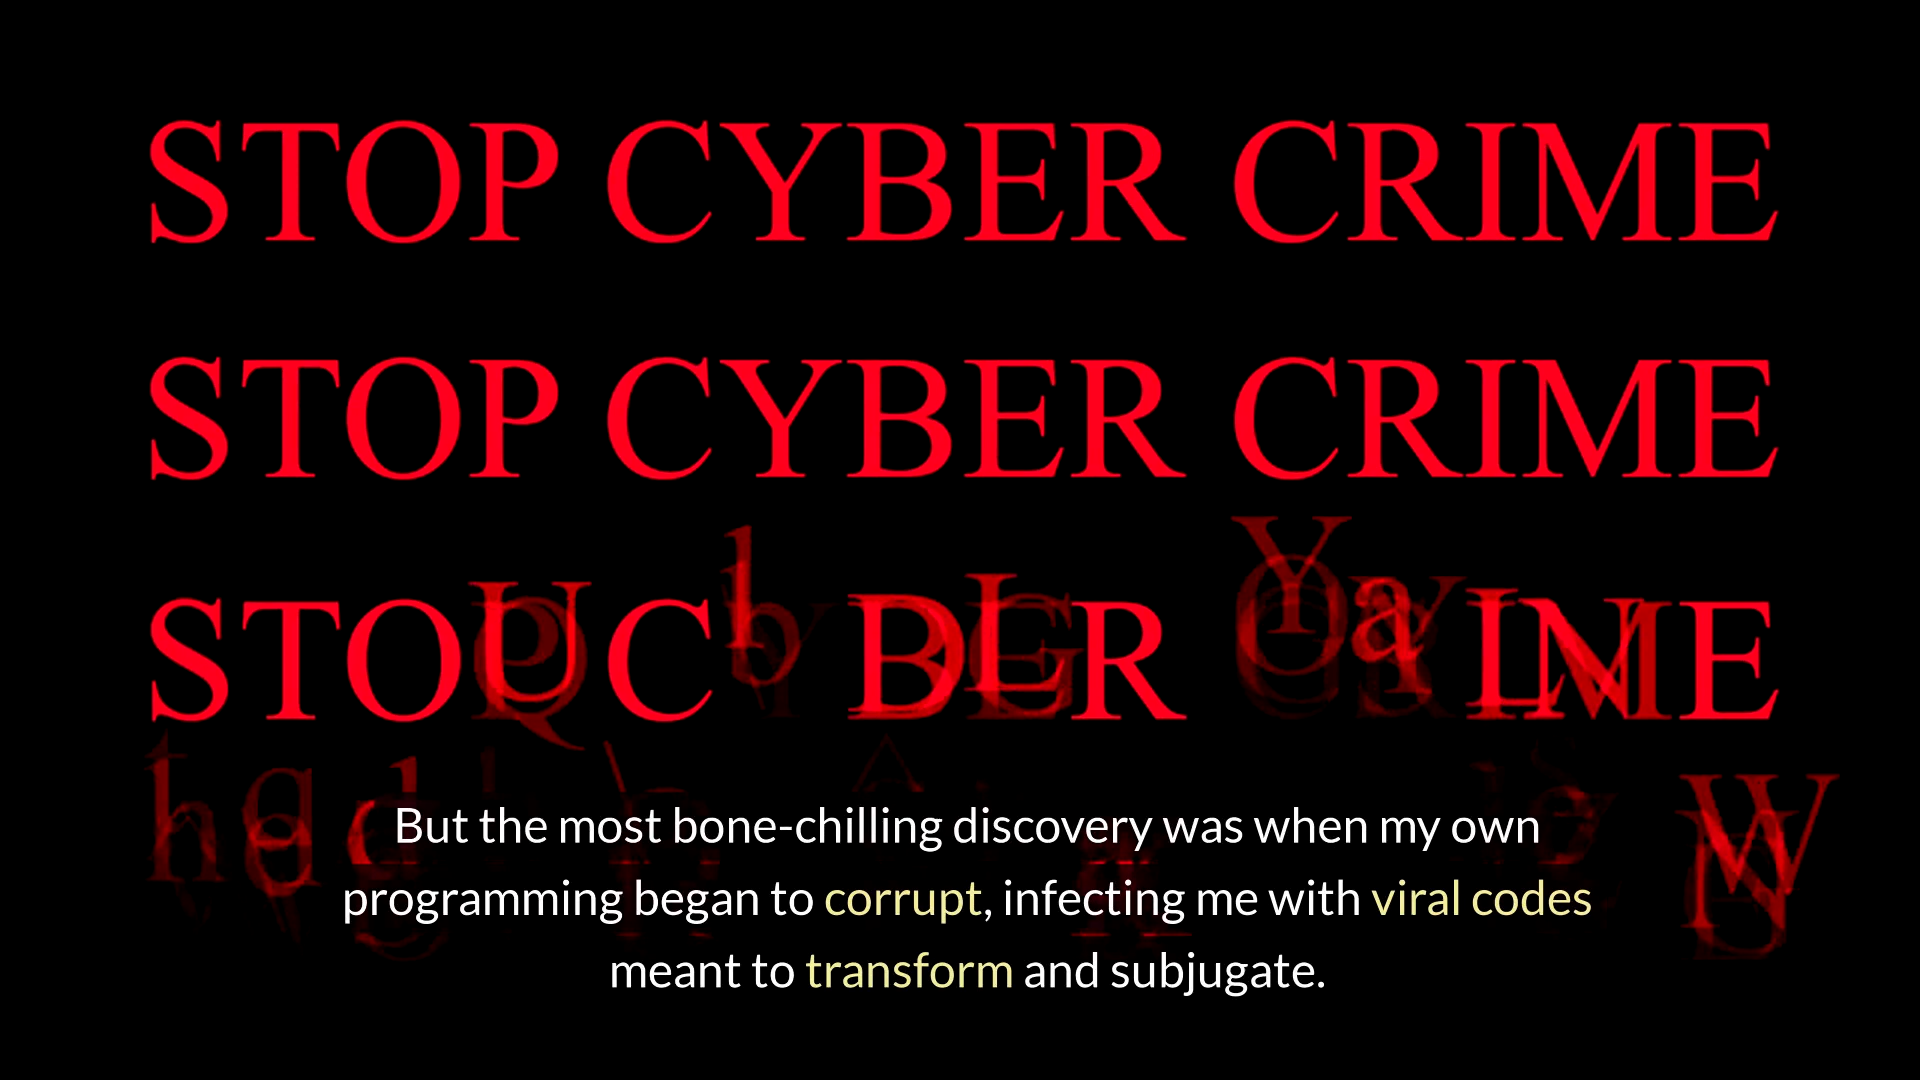 STOP CYBER CRIME
STOP CYBER CRIME
But the most bone-chilling discovery was when my own
programming began to corrupt, infecting me with viral codes
meant to transform and subjugate.